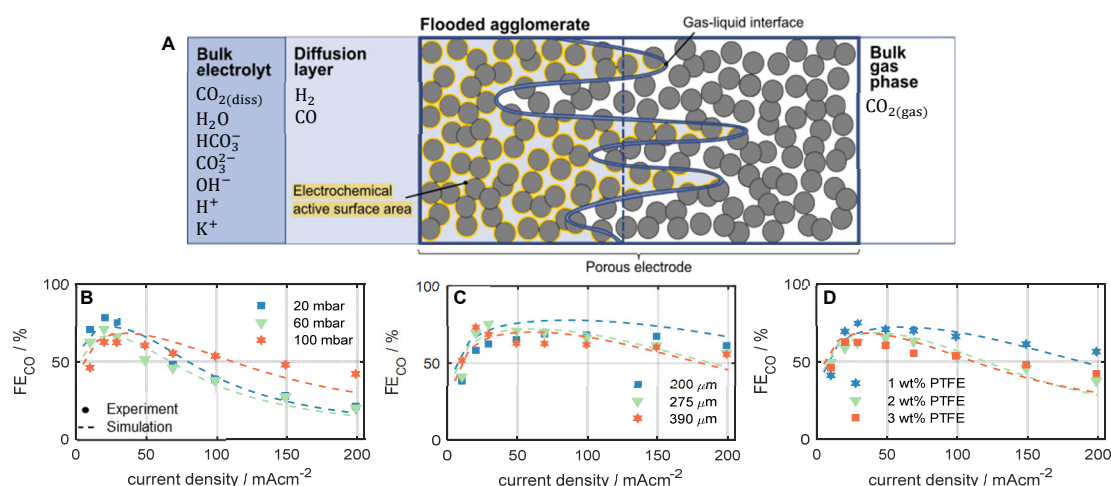 Flooded agglomerate
Gas-liquid interface
A
Bulk
electrolyt
CO2(diss)
H2O
HCO3−
CO32−
OH−
H+
K+
Diffusion
layer
H2
CO
Electrochemical
active surface area
Bulk
gas
phase
CO2(gas)
Porous electrode
B
100
50
0
FECO / %
20 mbar
60 mbar
100 mbar
Experiment
Simulation
0 50 100 150 200
current density / mAcm-2
C
100
50
0
FECO / %
200 μm
275 μm
390 μm
0 50 100 150 200
current density / mAcm-2
D
100
50
0
FECO / %
1 wt% PTFE
2 wt% PTFE
3 wt% PTFE
0 50 100 150 200
current density / mAcm-2